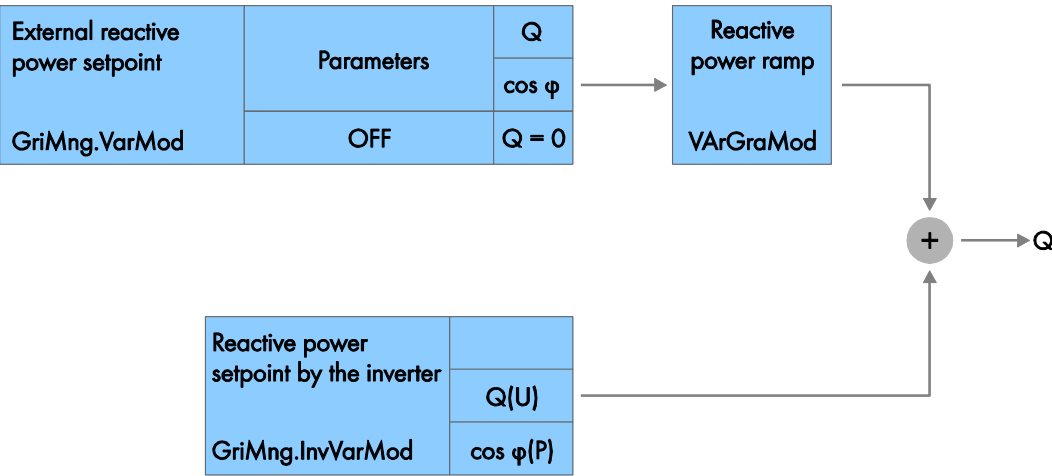 External reactive
power setpoint
GriMng.VarMod
Parameters
OFF
Q
cos φ
Q = 0
Reactive
power ramp
VArGraMod
+
Q
Reactive power
setpoint by the inverter
GriMng.InvVarMod
Q(U)
cos φ(P)